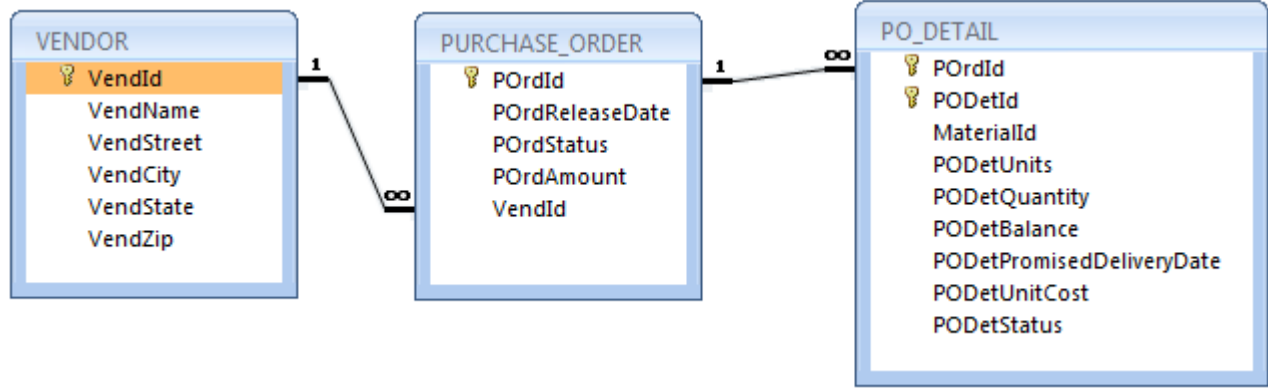 VENDOR
VendId
VendName
VendStreet
VendCity
VendState
VendZip
1
∞
PURCHASE_ORDER
POrdId
POrdReleaseDate
POrdStatus
POrdAmount
VendId
1
∞
PO_DETAIL
POrdId
PODetId
MaterialId
PODetUnits
PODetQuantity
PODetBalance
PODetPromisedDeliveryDate
PODetUnitCost
PODetStatus